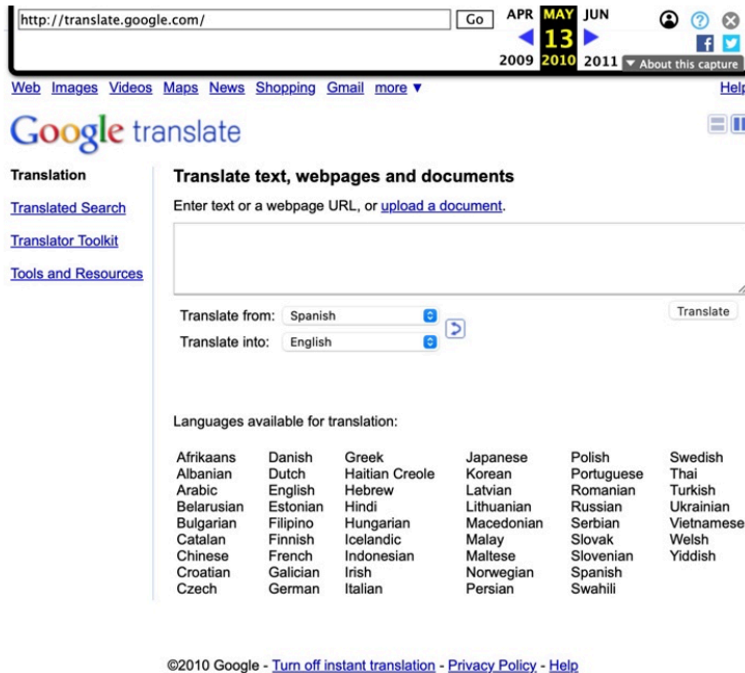 http://translate.google.com/ Go APR MAY JUN
13
2009 2010 2011 ▼ About this capture
Web Images Videos Maps News Shopping Gmail more ▼ Help
Google translate
Translation
Translated Search
Translator Toolkit
Tools and Resources
Translate text, webpages and documents
Enter text or a webpage URL, or upload a document.
Translate from: Spanish
Translate
Translate into: English
Languages available for translation:
Afrikaans Danish Greek Japanese Polish Swedish
Albanian Dutch Haitian Creole Korean Portuguese Thai
Arabic English Hebrew Latvian Romanian Turkish
Belarusian Estonian Hindi Lithuanian Russian Ukrainian
Bulgarian Filipino Hungarian Macedonian Serbian Vietnamese
Catalan Finnish Icelandic Malay Slovak Welsh
Chinese French Indonesian Maltese Slovenian Yiddish
Croatian Galician Irish Norwegian Spanish
Czech German Italian Persian Swahili
©2010 Google - Turn off instant translation - Privacy Policy - Help